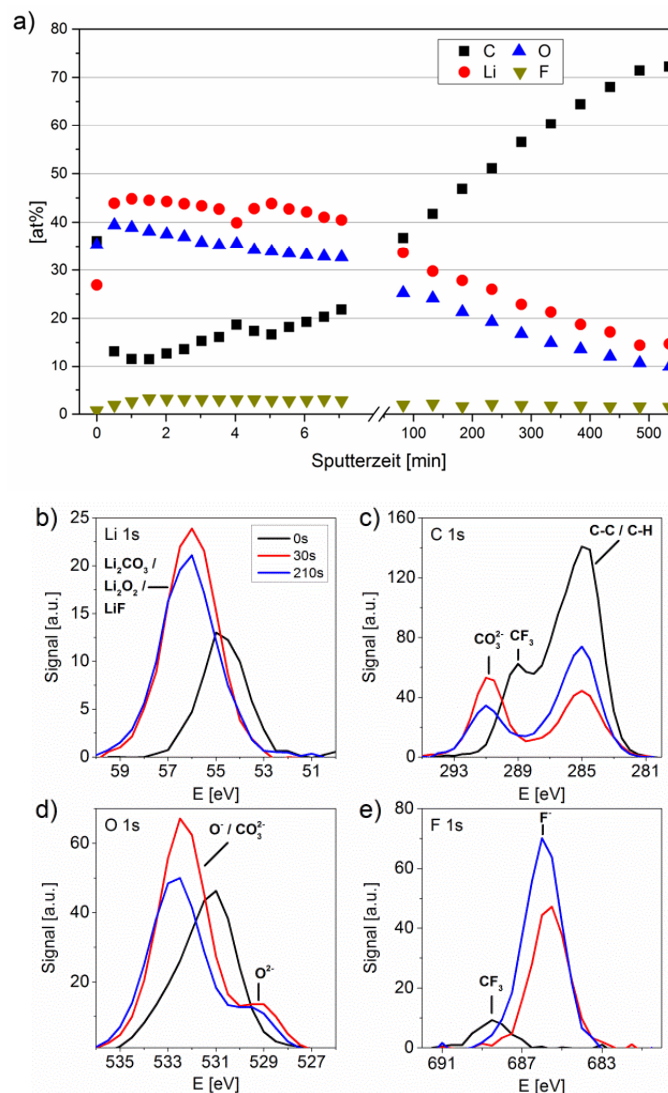 a)
C
O
Li
F
80
70
60
50
40
30
20
10
0
[at%]
0
2
4
6
100
200
300
400
500
Sputterzeit [min]
b)
Li 1s
0s
30s
210s
Li₂CO₃ /
Li₂O₂ /
LiF
25
20
15
10
5
0
Signal [a.u.]
59
57
55
53
51
E [eV]
c)
C 1s
C-C / C-H
CO₃²⁻
CF₃
160
120
80
40
0
Signal [a.u.]
293
289
285
281
E [eV]
d)
O 1s
O⁻ / CO₃²⁻
O²⁻
60
40
20
Signal [a.u.]
535
533
531
529
527
E [eV]
e)
F 1s
F⁻
CF₃
80
60
40
20
0
Signal [a.u.]
691
687
683
E [eV]